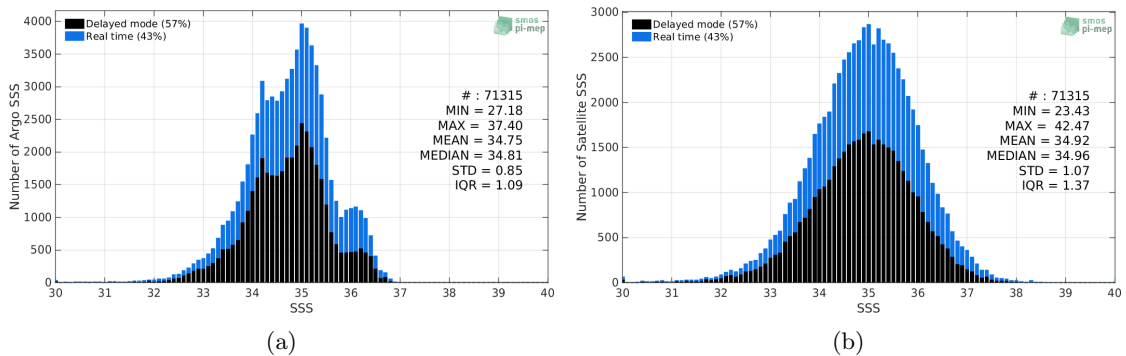 Delayed mode (57%)
Real time (43%)
smos
pi-mep
Number of Argo SSS
4000
3500
3000
2500
2000
1500
1000
500
0
# : 71315
MIN = 27.18
MAX = 37.40
MEAN = 34.75
MEDIAN = 34.81
STD = 0.85
IQR = 1.09
30 31 32 33 34 35 36 37 38 39 40
SSS
(a)
Delayed mode (57%)
Real time (43%)
smos
pi-mep
Number of Satellite SSS
3000
2500
2000
1500
1000
500
0
# : 71315
MIN = 23.43
MAX = 42.47
MEAN = 34.92
MEDIAN = 34.96
STD = 1.07
IQR = 1.37
30 31 32 33 34 35 36 37 38 39 40
SSS
(b)